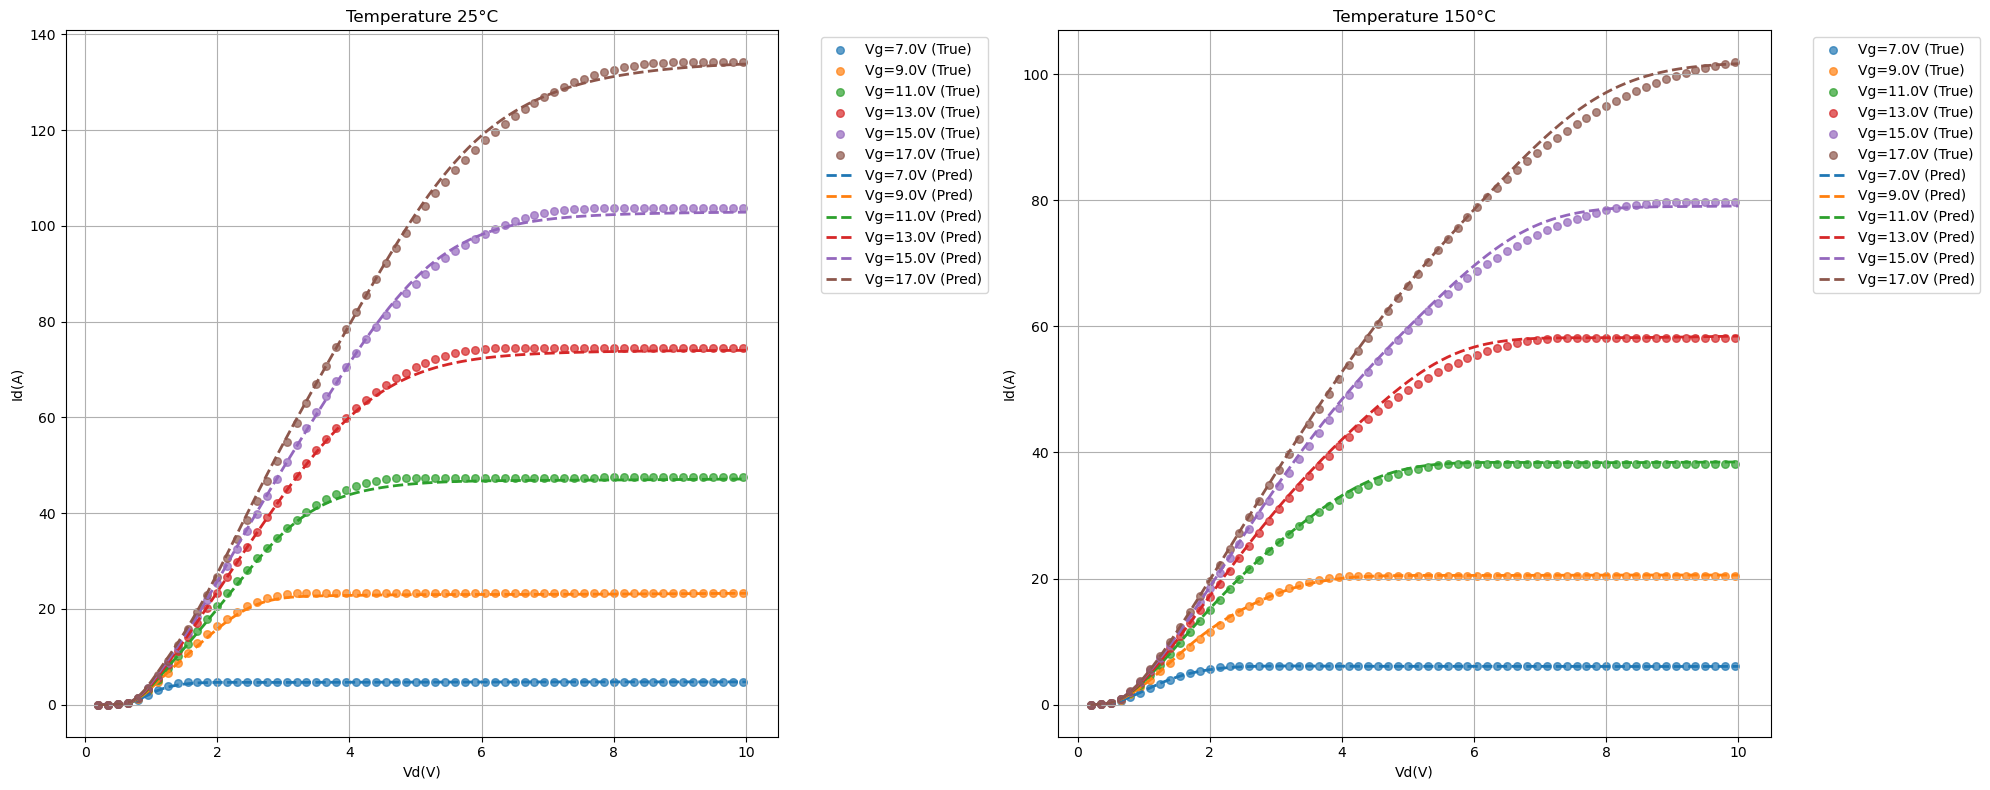 Temperature 25°C
Id(A)
140
120
100
80
60
40
20
0
0
2
4
6
8
10
Vd(V)
Vg=7.0V (True)
Vg=9.0V (True)
Vg=11.0V (True)
Vg=13.0V (True)
Vg=15.0V (True)
Vg=17.0V (True)
Vg=7.0V (Pred)
Vg=9.0V (Pred)
Vg=11.0V (Pred)
Vg=13.0V (Pred)
Vg=15.0V (Pred)
Vg=17.0V (Pred)
Temperature 150°C
Id(A)
100
80
60
40
20
0
0
2
4
6
8
10
Vd(V)
Vg=7.0V (True)
Vg=9.0V (True)
Vg=11.0V (True)
Vg=13.0V (True)
Vg=15.0V (True)
Vg=17.0V (True)
Vg=7.0V (Pred)
Vg=9.0V (Pred)
Vg=11.0V (Pred)
Vg=13.0V (Pred)
Vg=15.0V (Pred)
Vg=17.0V (Pred)